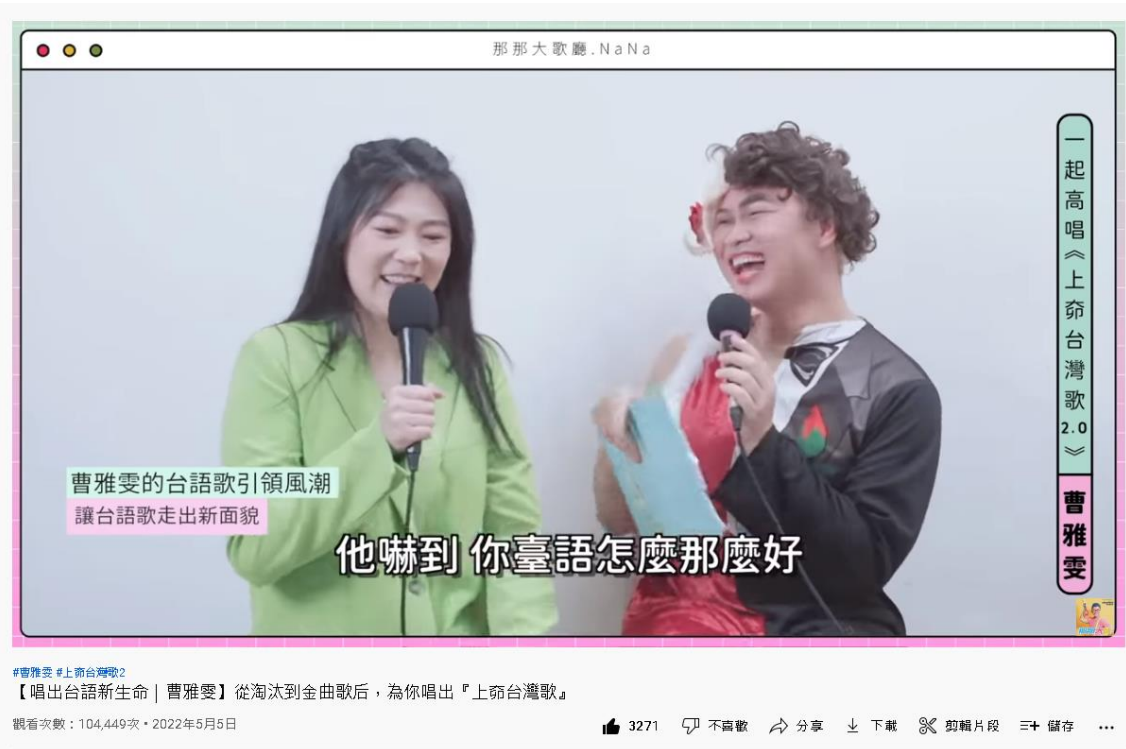 那那大歌廳.NaNa
一起高唱《上夯台灣歌2.0》
曹雅雯
曹雅雯的台語歌引領風潮
讓台語歌走出新面貌
他嚇到 你臺語怎麼那麼好
#曹雅雯 #上夯台灣歌2
【唱出台語新生命｜曹雅雯】從淘汰到金曲歌后，為你唱出『上夯台灣歌』
觀看次數：104,449次 • 2022年5月5日
3271 不喜歡 分享 下載 剪輯片段 儲存 ...